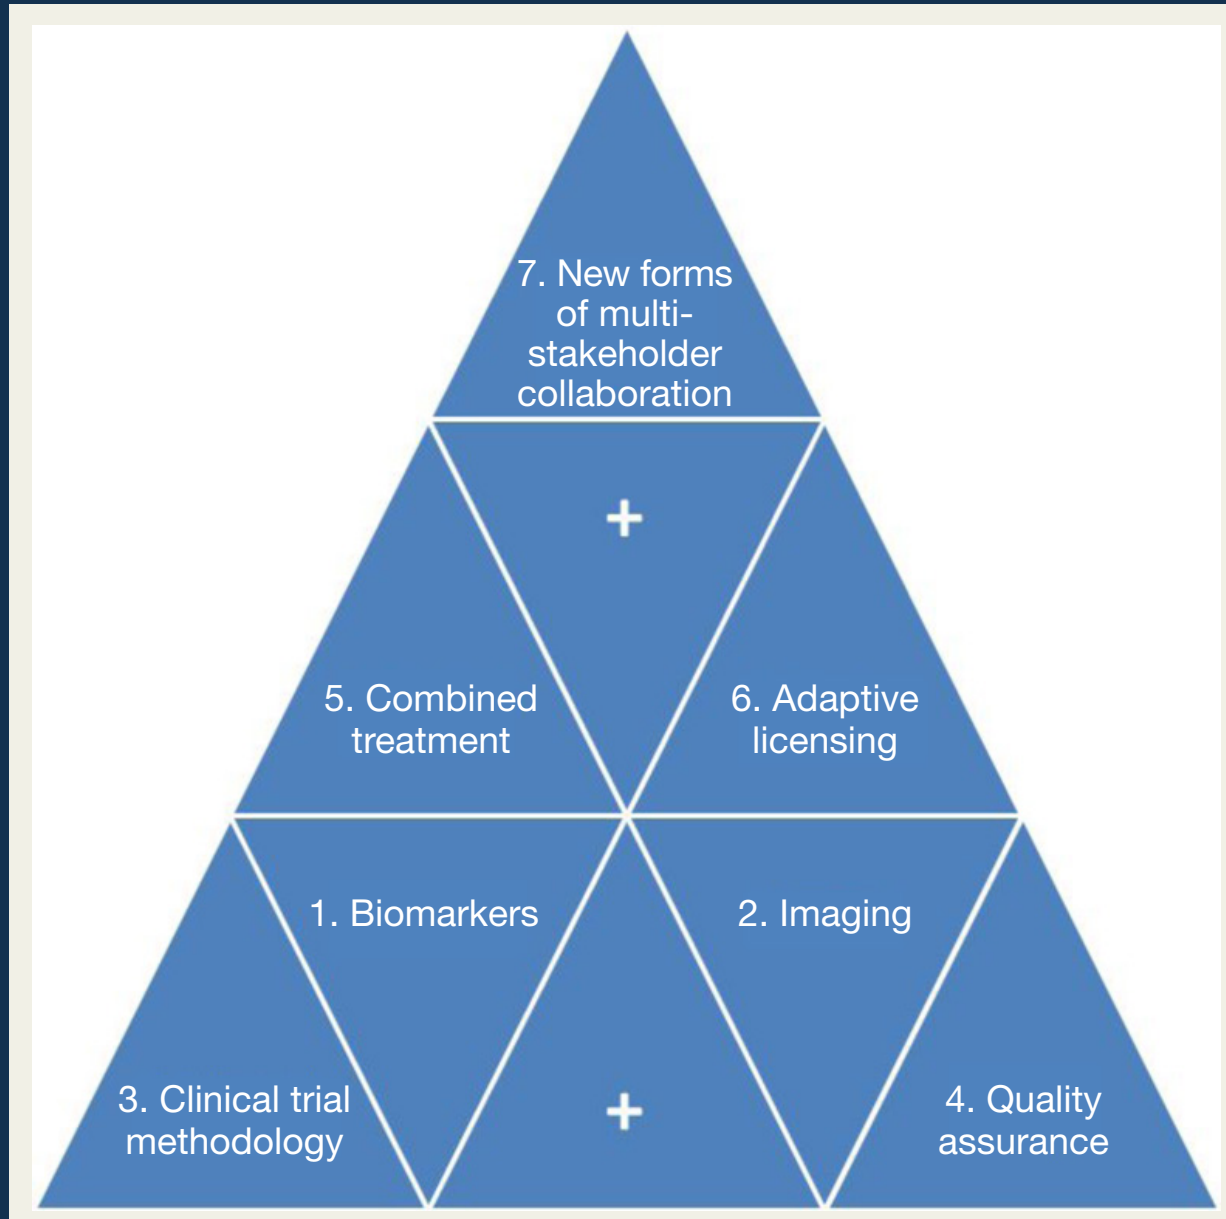 7. New forms
of multi-
stakeholder
collaboration
+
5. Combined
treatment
6. Adaptive
licensing
1. Biomarkers
2. Imaging
3. Clinical trial
methodology
+
4. Quality
assurance